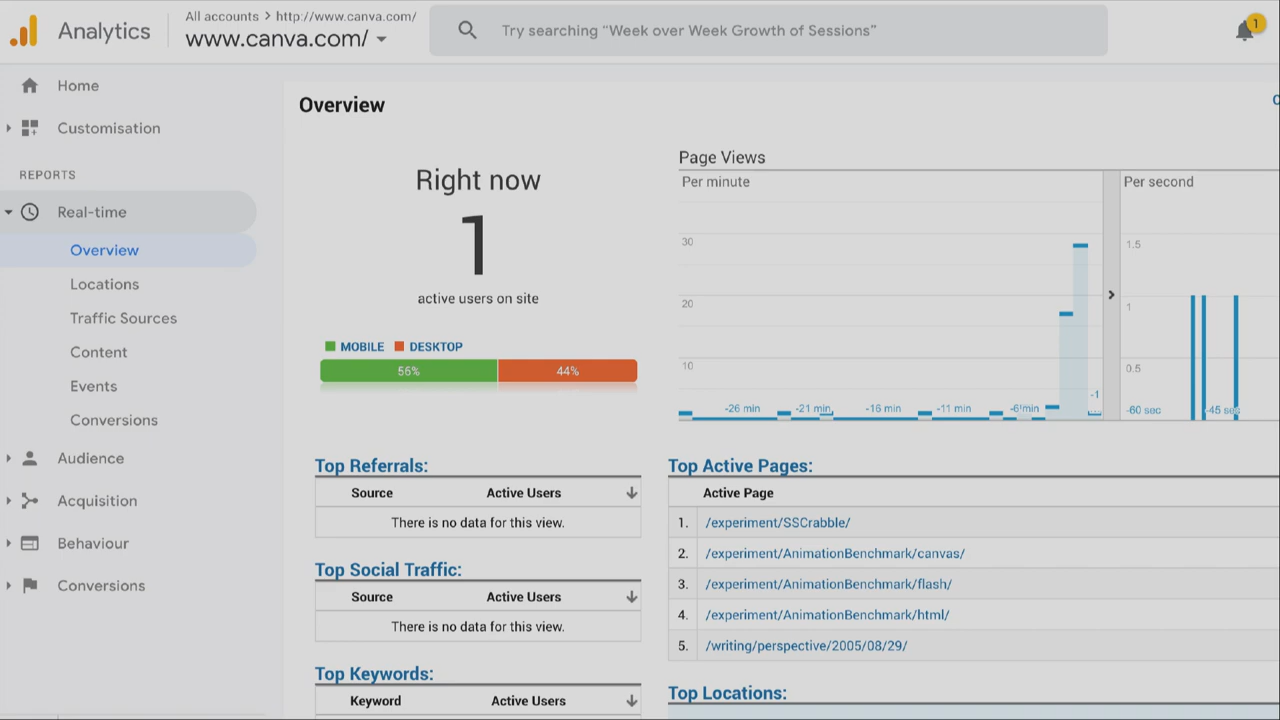 Analytics
All accounts > http://www.canva.com/
www.canva.com/
Try searching “Week over Week Growth of Sessions”
1
Home
Customisation
REPORTS
Real-time
Overview
Locations
Traffic Sources
Content
Events
Conversions
Audience
Acquisition
Behaviour
Conversions
Overview
Right now
1
active users on site
MOBILE DESKTOP
56% 44%
Page Views
Per minute
30
20
10
-26 min -21 min -16 min -11 min -6 min -1
Per second
1.5
1
0.5
-60 sec -45 sec
Top Referrals:
Source Active Users
There is no data for this view.
Top Social Traffic:
Source Active Users
There is no data for this view.
Top Keywords:
Keyword Active Users
Top Active Pages:
Active Page
1. /experiment/SSCrabble/
2. /experiment/AnimationBenchmark/canvas/
3. /experiment/AnimationBenchmark/flash/
4. /experiment/AnimationBenchmark/html/
5. /writing/perspective/2005/08/29/
Top Locations: